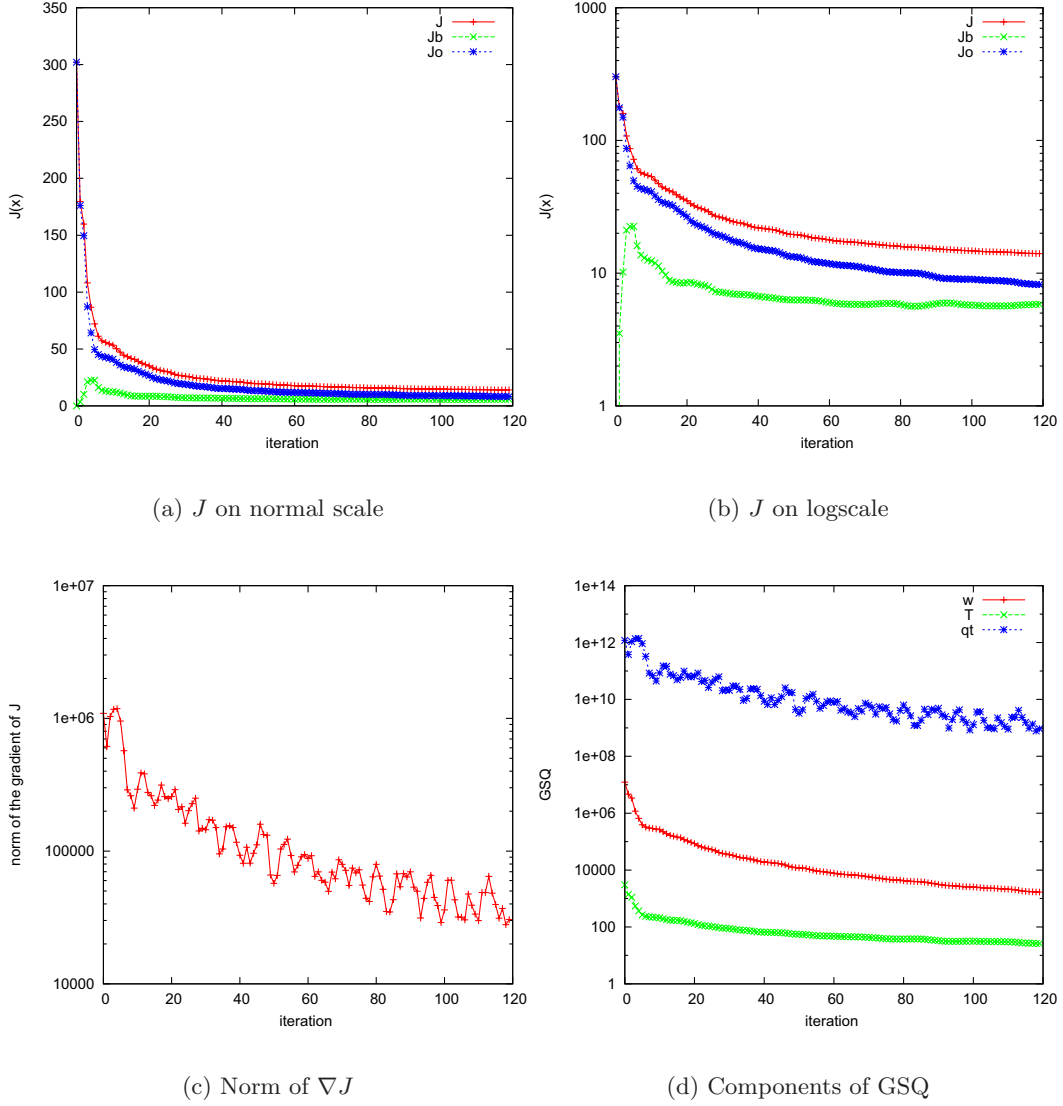 350
300
250
200
150
100
50
0
J(x)
0 20 40 60 80 100 120
iteration
J
Jb
Jo
(a) J on normal scale
1000
100
10
1
J(x)
0 20 40 60 80 100 120
iteration
J
Jb
Jo
(b) J on logscale
1e+07
1e+06
100000
10000
norm of the gradient of J
0 20 40 60 80 100 120
iteration
(c) Norm of ∇J
1e+14
1e+12
1e+10
1e+08
1e+06
10000
100
1
GSQ
0 20 40 60 80 100 120
iteration
w
T
qt
(d) Components of GSQ